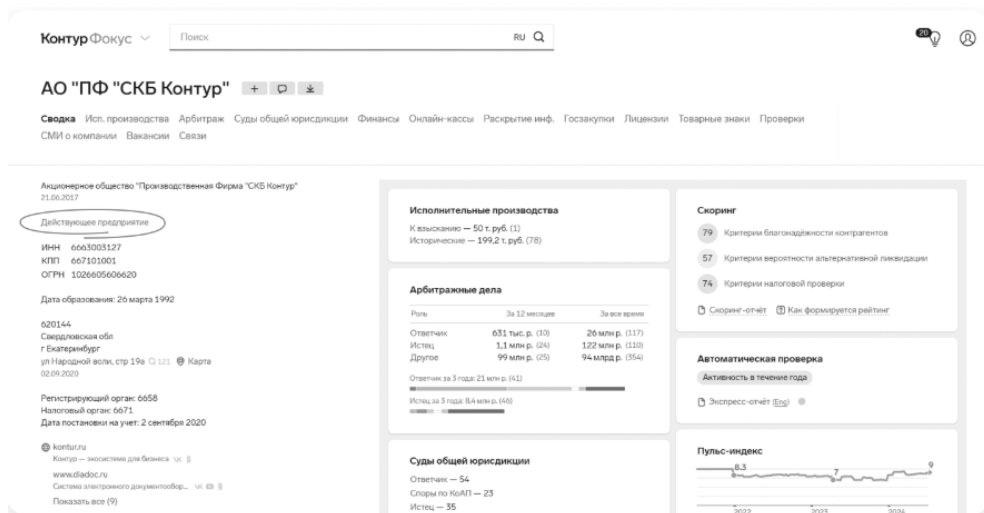 Контур Фокус
Поиск
RU
20
АО "ПФ "СКБ Контур"
Сводка Исп. производства Арбитраж Суды общей юрисдикции Финансы Онлайн-кассы Раскрытие инф. Госзакупки Лицензии Товарные знаки Проверки
СМИ о компании Вакансии Связи
Акционерное общество "Производственная Фирма "СКБ Контур"
21.06.2017
Действующее предприятие
ИНН 6663003127
КПП 667101001
ОГРН 1026605606620
Дата образования: 26 марта 1992
620144
Свердловская обл
г Екатеринбург
ул Народной воли, стр 19а 121 Карта
02.09.2020
Регистрирующий орган: 6658
Налоговый орган: 6671
Дата постановки на учет: 2 сентября 2020
kontur.ru
Контур — экосистема для бизнеса
www.diadoc.ru
Система электронного документообор...
Показать все (9)
Исполнительные производства
К взысканию — 50 т. руб. (1)
Исторические — 199,2 т. руб. (78)
Арбитражные дела
Роль За 12 месяцев За все время
Ответчик 631 тыс. р. (10) 26 млн р. (117)
Истец 1,1 млн р. (24) 122 млн р. (110)
Другое 99 млн р. (25) 94 млрд р. (354)
Ответчик за 3 года: 21 млн р. (41)
Истец за 3 года: 8,4 млн р. (46)
Суды общей юрисдикции
Ответчик — 54
Споры по КоАП — 23
Истец — 35
Скоринг
79 Критерии благонадёжности контрагентов
57 Критерии вероятности альтернативной ликвидации
74 Критерии налоговой проверки
Скоринг-отчёт Как формируется рейтинг
Автоматическая проверка
Активность в течение года
Экспресс-отчёт (Eng)
Пульс-индекс
8.3 7 9
2022 2023 2024